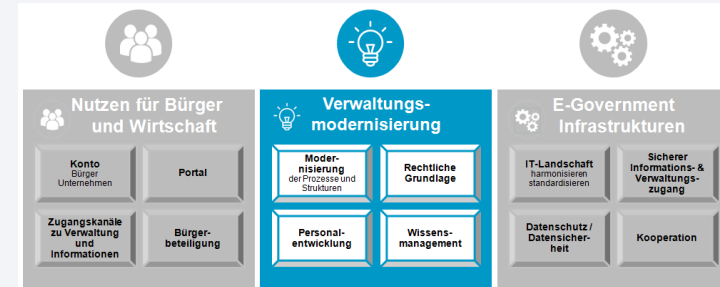 Nutzen für Bürger
und Wirtschaft
Konto
Bürger
Unternehmen
Portal
Zugangskanäle
zu Verwaltung
und
Informationen
Bürger-
beteiligung
Verwaltungs-
modernisierung
Moder-
nisierung
der Prozesse und
Strukturen
Rechtliche
Grundlage
Personal-
entwicklung
Wissens-
management
E-Government
Infrastrukturen
IT-Landschaft
harmonisieren
standardisieren
Sicherer
Informations- &
Verwaltungs-
zugang
Datenschutz /
Datensicher-
heit
Kooperation